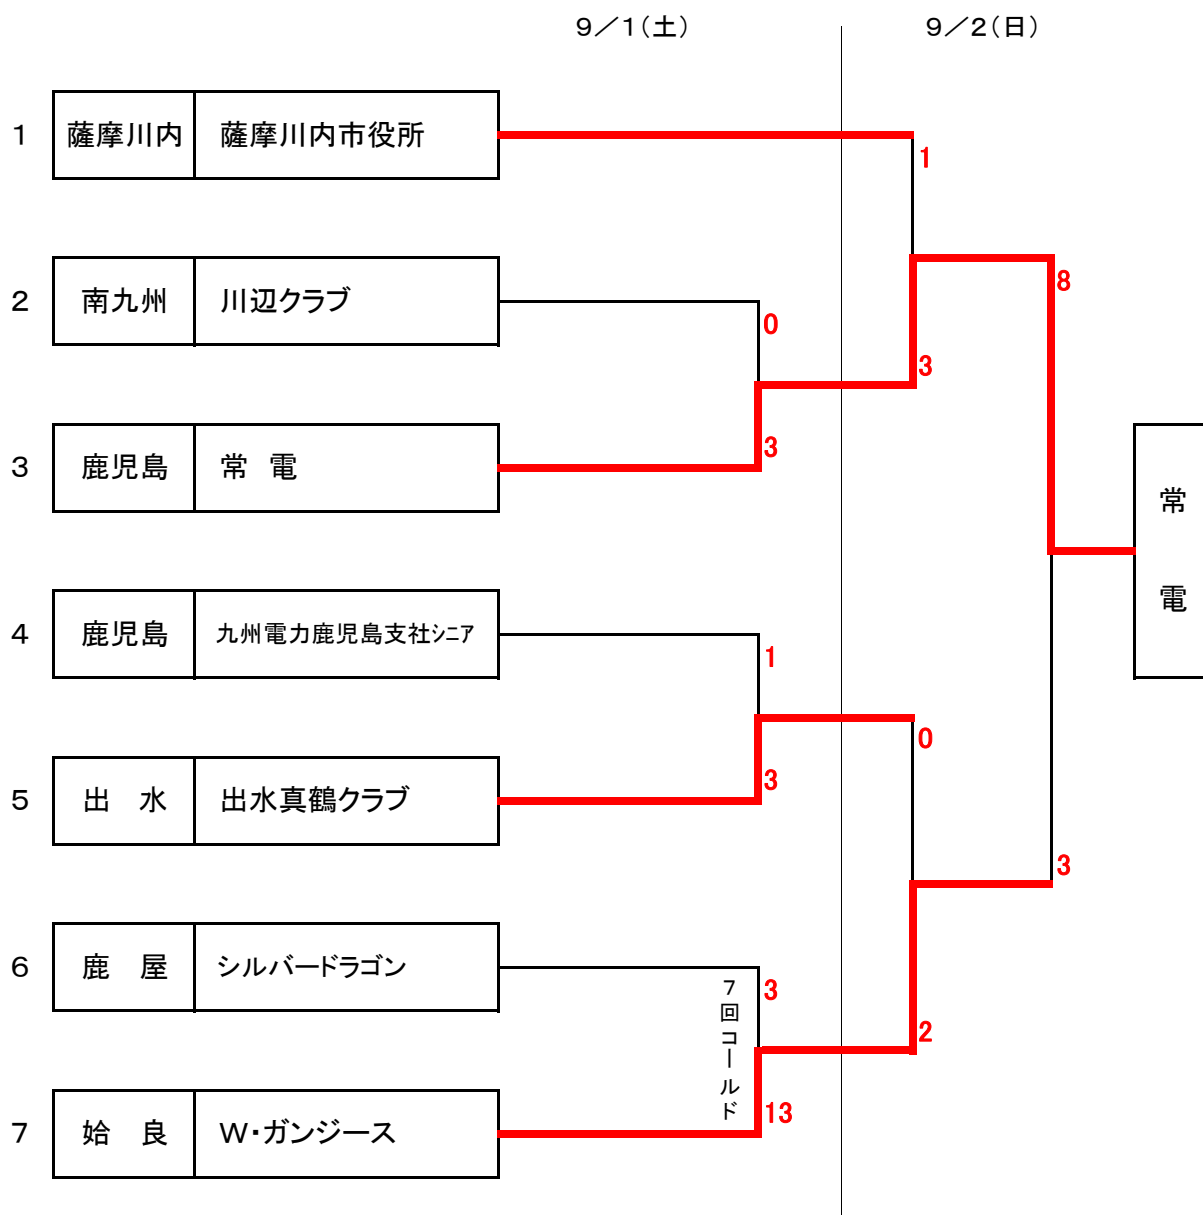 9／1(土)
9／2(日)
1 薩摩川内 薩摩川内市役所
1
2 南九州 川辺クラブ
8
0
3
3 鹿児島 常 電
3
常電
4 鹿児島 九州電力鹿児島支社シニア
1
0
5 出 水 出水真鶴クラブ
3
3
6 鹿 屋 シルバードラゴン
3
7回コールド
2
7 姶 良 W・ガンジース
13